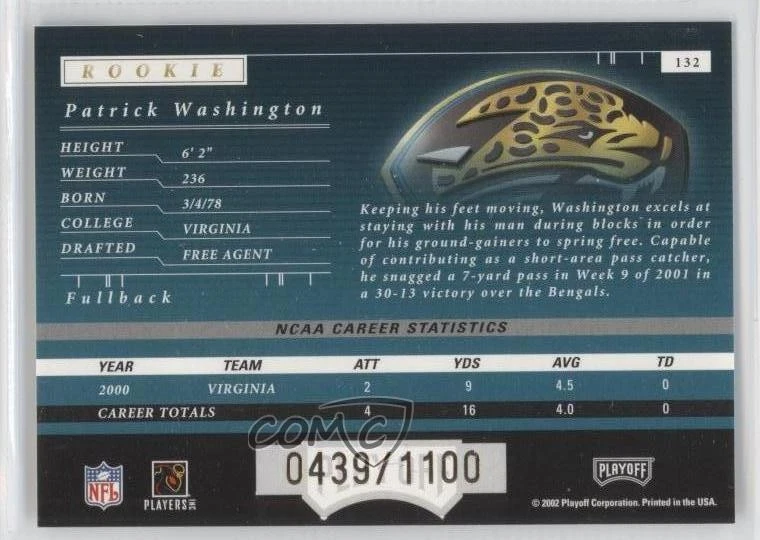 ROOKIE
132
Patrick Washington
HEIGHT 6' 2"
WEIGHT 236
BORN 3/4/78
COLLEGE VIRGINIA
DRAFTED FREE AGENT
Fullback
Keeping his feet moving, Washington excels at
staying with his man during blocks in order
for his ground-gainers to spring free. Capable
of contributing as a short-area pass catcher,
he snagged a 7-yard pass in Week 9 of 2001 in
a 30-13 victory over the Bengals.
NCAA CAREER STATISTICS
YEAR TEAM ATT YDS AVG TD
2000 VIRGINIA 2 9 4.5 0
CAREER TOTALS 4 16 4.0 0
COMC
0439/1100
PLAYOFF
NFL
PLAYERS INC
PLAYOFF
© 2002 Playoff Corporation. Printed in the USA.